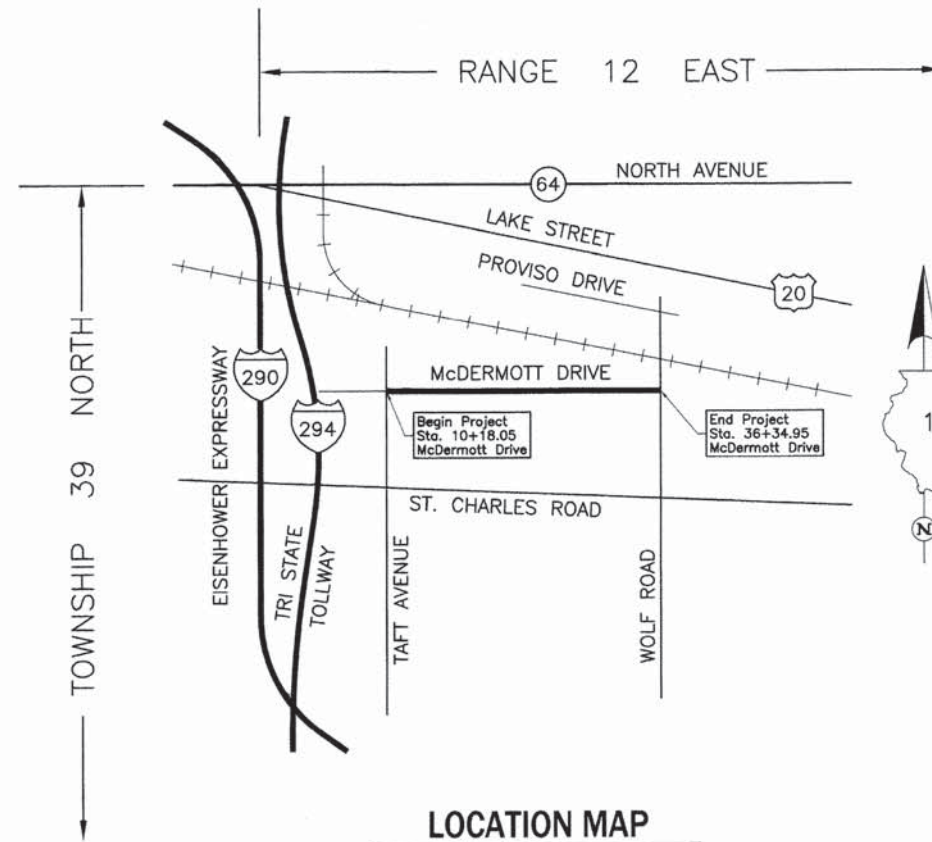 RANGE 12 EAST
NORTH AVENUE
64
LAKE STREET
PROVISO DRIVE
20
TOWNSHIP 39 NORTH
EISENHOWER EXPRESSWAY
290
294
McDERMOTT DRIVE
Begin Project
Sta. 10+18.05
McDermott Drive
End Project
Sta. 36+34.95
McDermott Drive
1
ST. CHARLES ROAD
N
TRI STATE
TOLLWAY
TAFT AVENUE
WOLF ROAD
LOCATION MAP